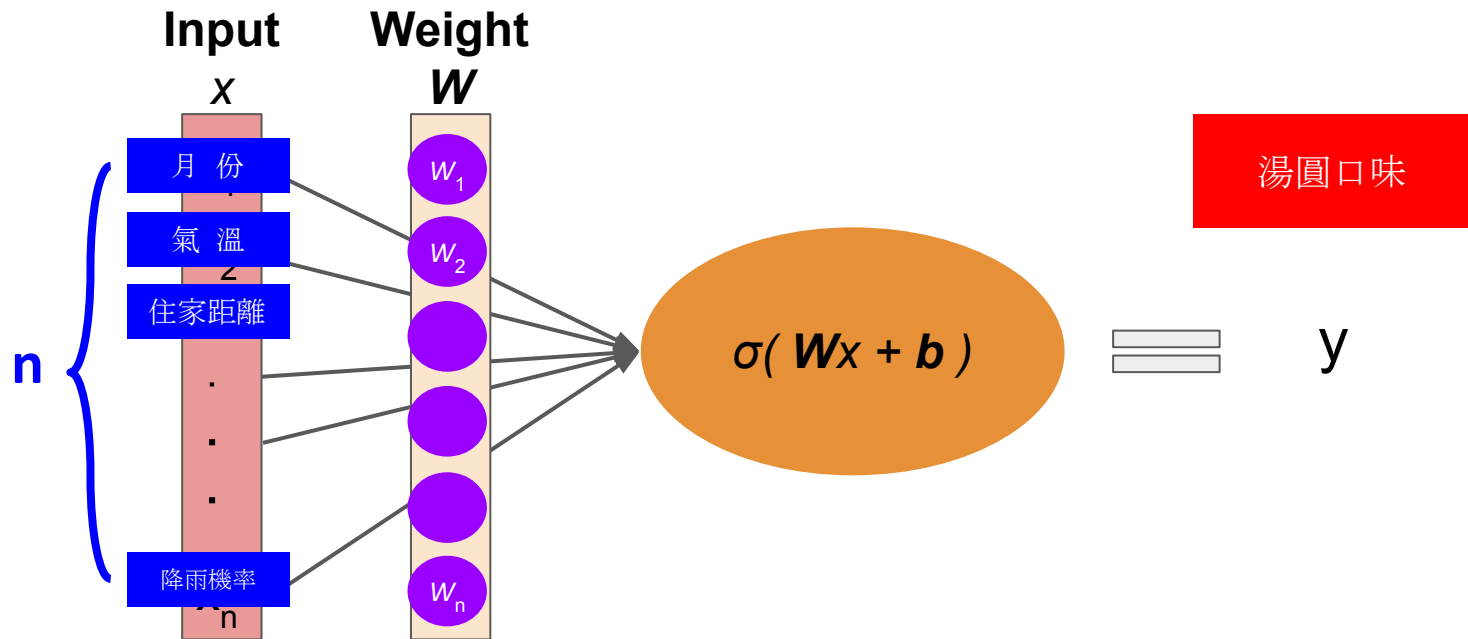 Input
Weight
x
W
月 份
氣 溫
2
住家距離
.
.
.
降雨機率
n
n
w1
w2
wn
σ( Wx + b )
湯圓口味
y